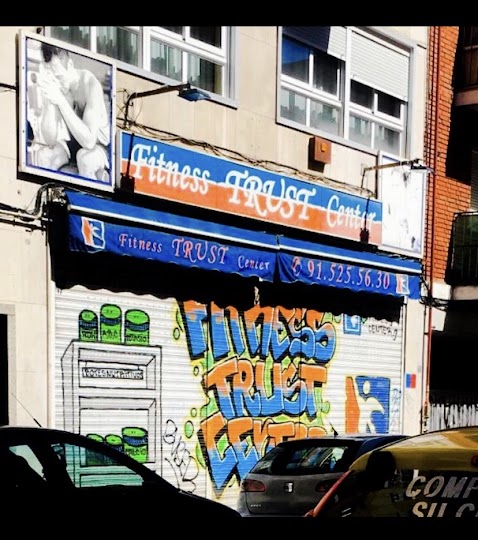 Fitness TRUST Center
Fitness TRUST Center
✆ 91.525.56.30
FITNESS
TRUST
CENTER
COMP
SU C